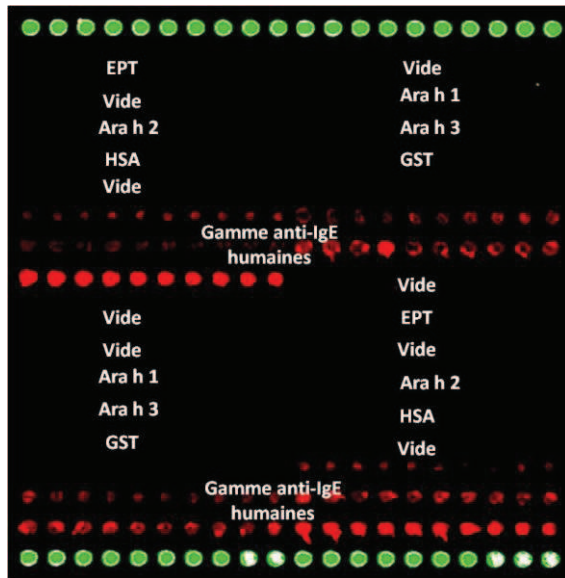 EPT
Vide
Vide
Ara h 1
Ara h 2
Ara h 3
HSA
GST
Vide
Gamme anti-IgE
humaines
Vide
Vide
EPT
Vide
Vide
Ara h 1
Ara h 2
Ara h 3
HSA
GST
Vide
Gamme anti-IgE
humaines